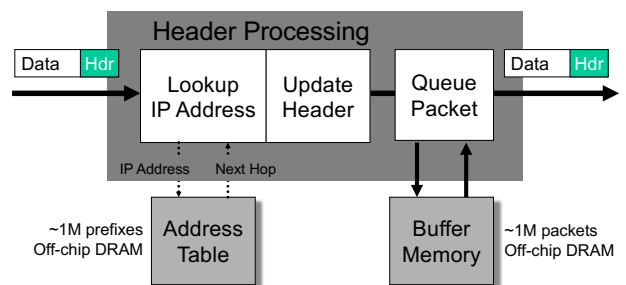 Header Processing
Data Hdr
Lookup
IP Address
Update
Header
Queue
Packet
Data Hdr
IP Address
Next Hop
~1M prefixes
Off-chip DRAM
Address
Table
Buffer
Memory
~1M packets
Off-chip DRAM